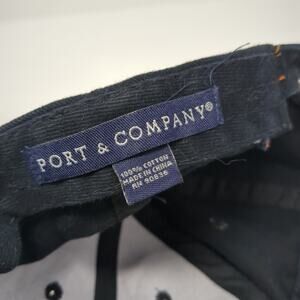 PORT & COMPANY®
100% COTTON
MADE IN CHINA
RN 90836